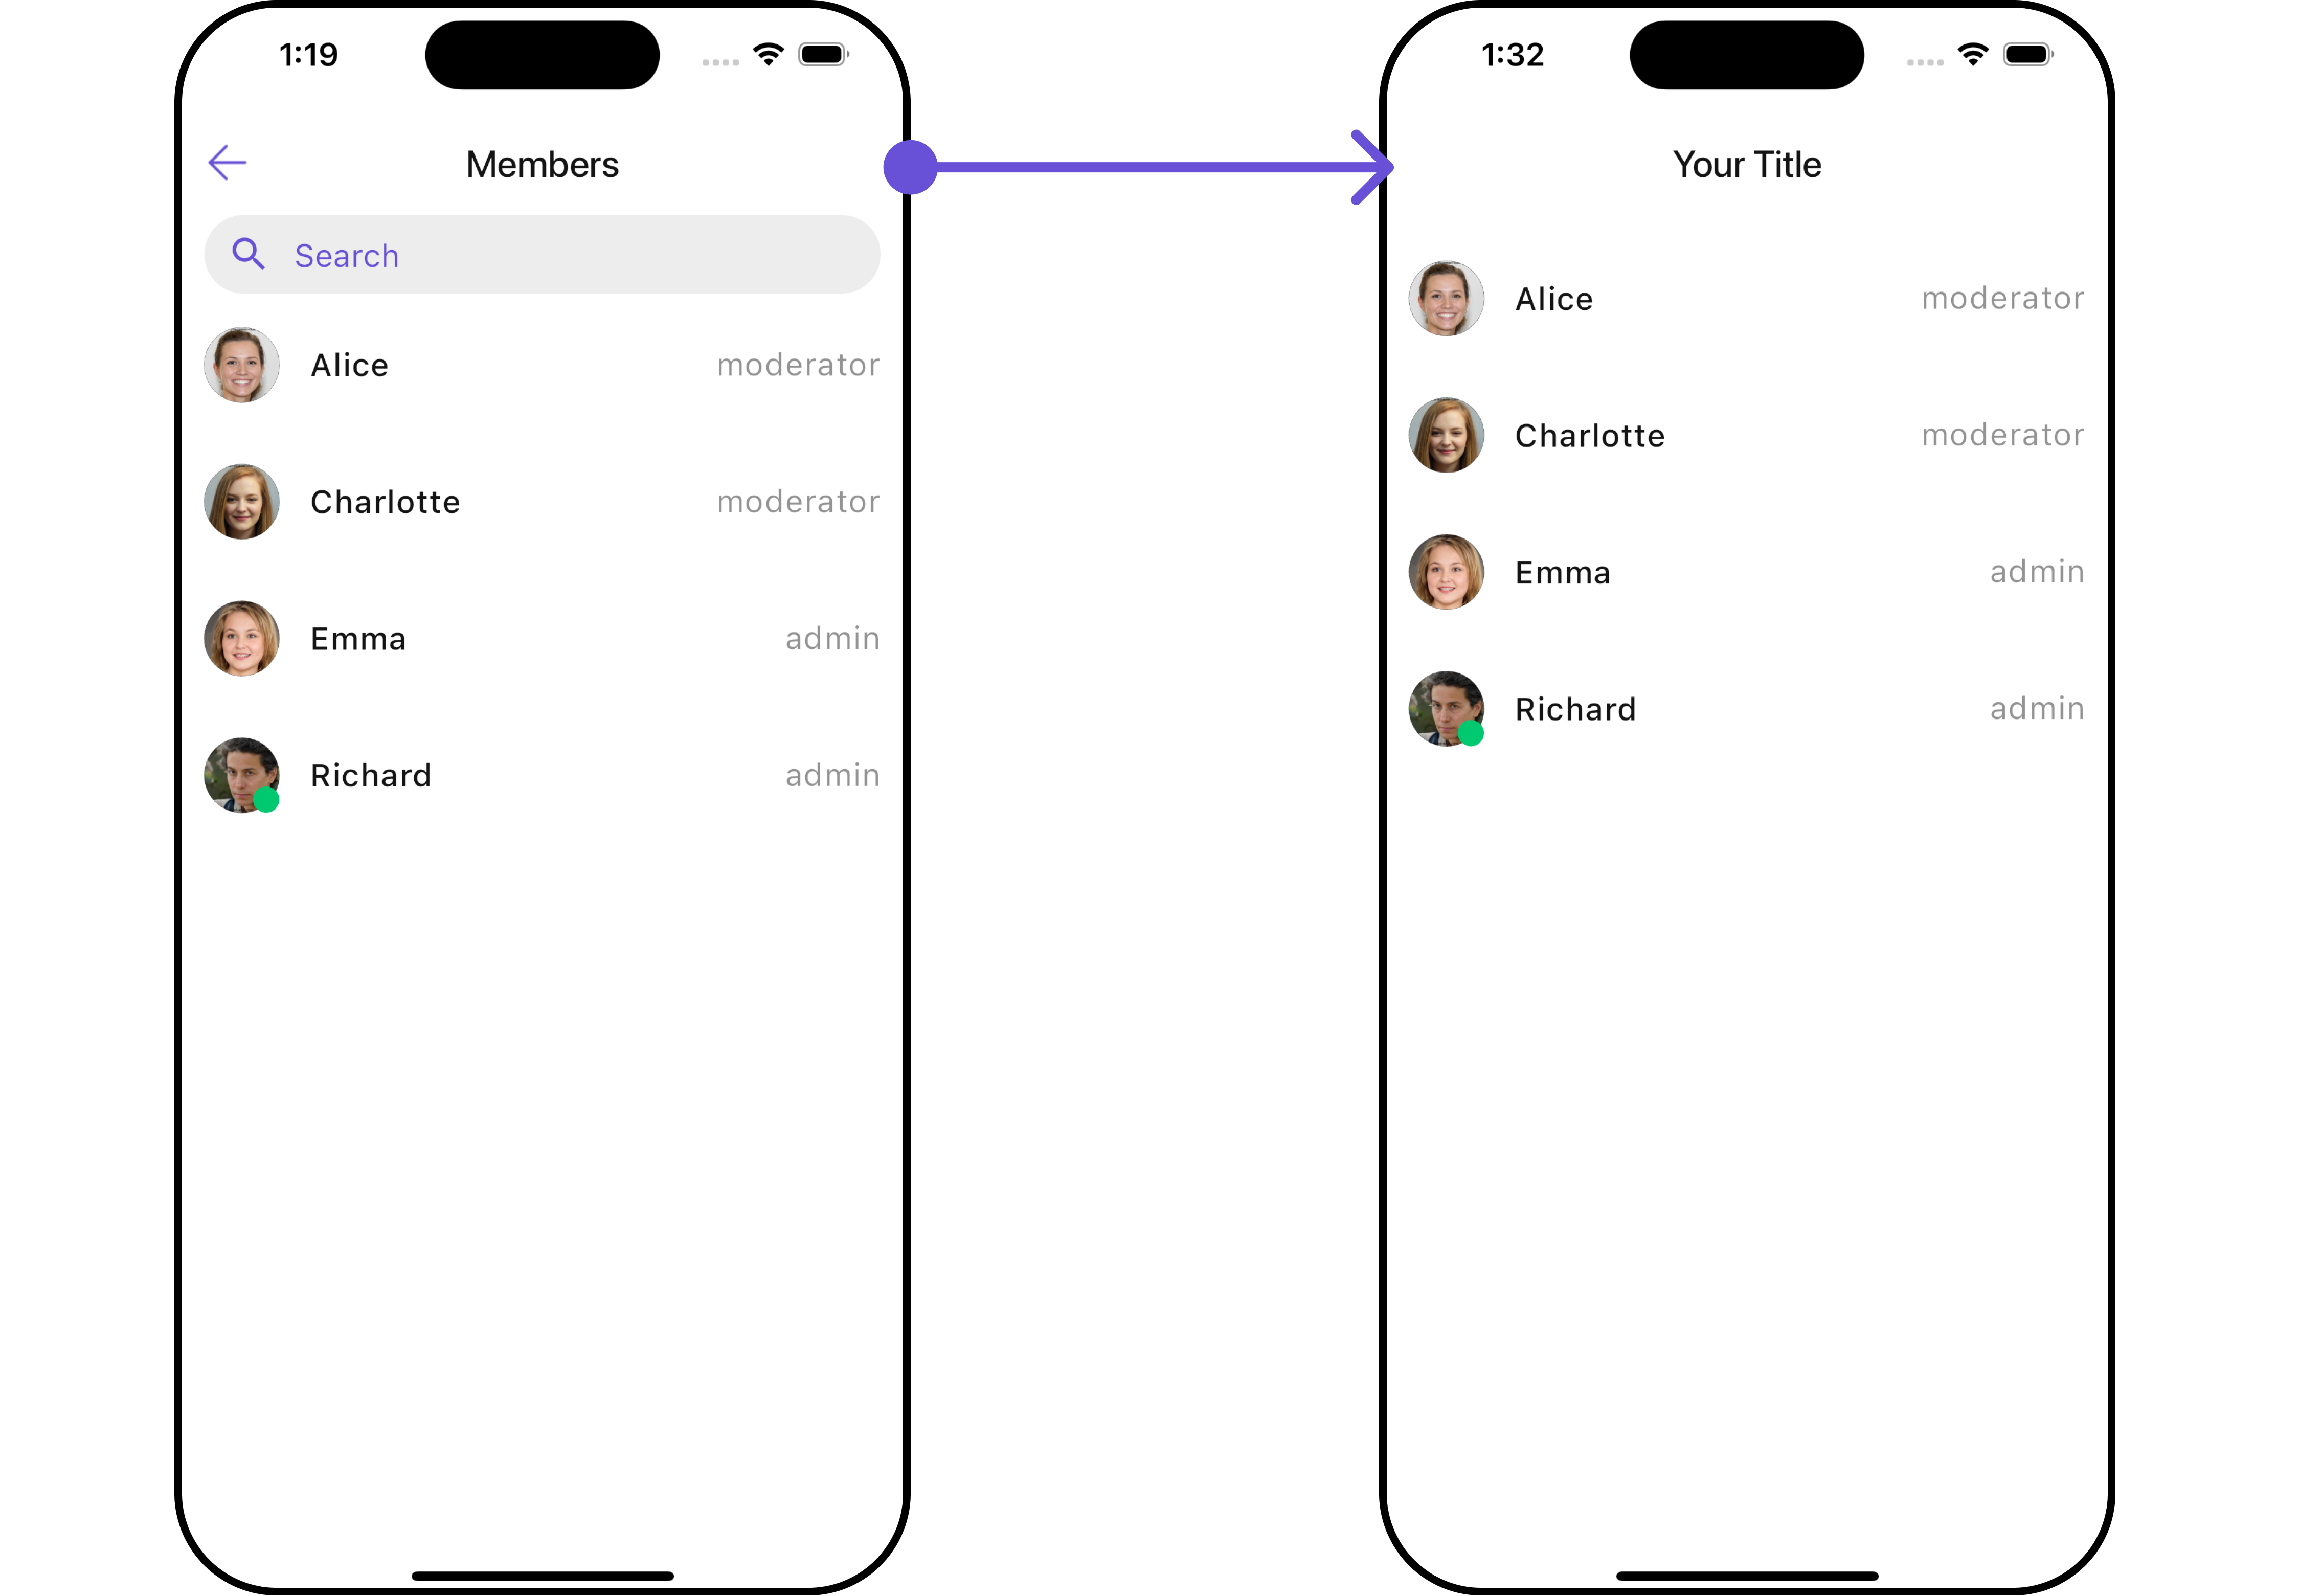 1:19
Members
Search
Alice moderator
Charlotte moderator
Emma admin
Richard admin
1:32
Your Title
Alice moderator
Charlotte moderator
Emma admin
Richard admin